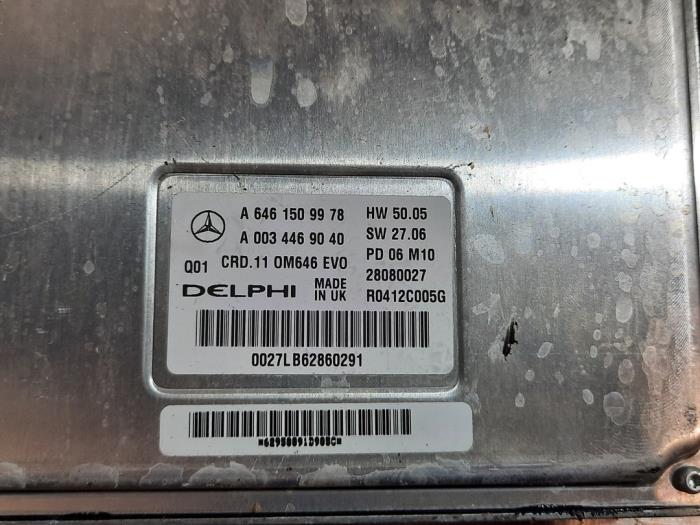 A 646 150 99 78 HW 50.05
A 003 446 90 40 SW 27.06
Q01 CRD.11 OM646 EVO PD 06 M10
DELPHI MADE IN UK 28080027
R0412C005G
0027LB62860291